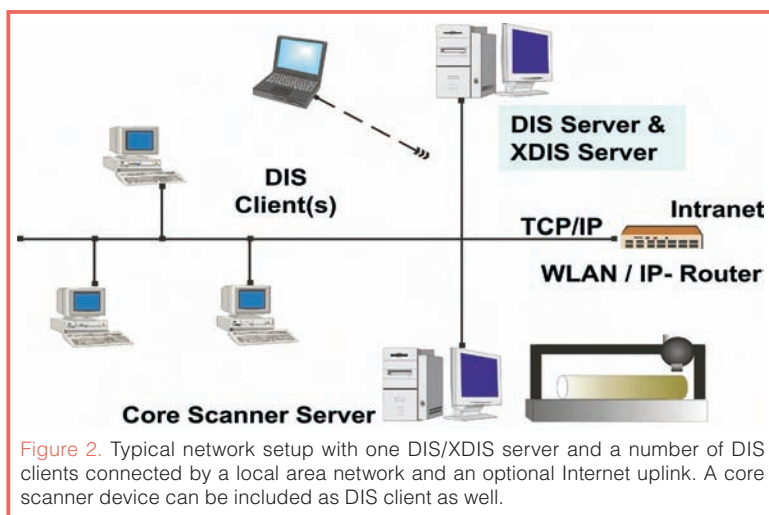 DIS Server &
XDIS Server
DIS
Client(s)
TCP/IP
Intranet
WLAN / IP- Router
Core Scanner Server
Figure 2. Typical network setup with one DIS/XDIS server and a number of DIS
clients connected by a local area network and an optional Internet uplink. A core
scanner device can be included as DIS client as well.